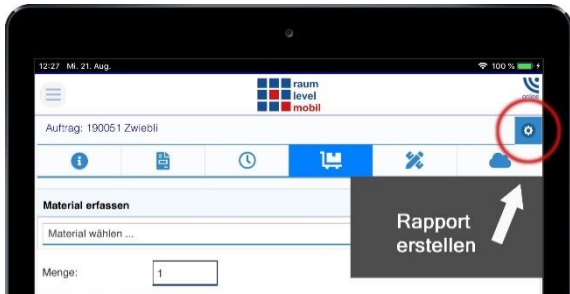 12:27 Mi. 21. Aug.
100 %
raum
level
mobil
online
Auftrag: 190051 Zwiebli
Material erfassen
Material wählen ...
Rapport
erstellen
Menge:
1